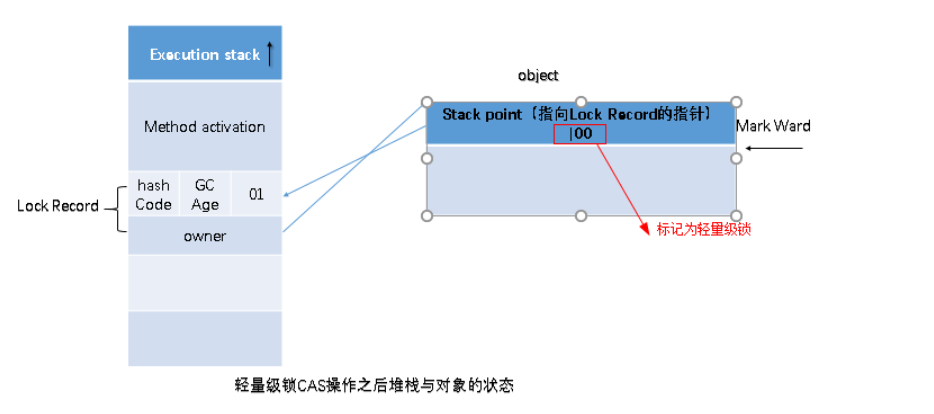 Execution stack
object
Stack point（指向Lock Record的指针）
|00
Mark Ward
Method activation
hash Code
GC Age
01
Lock Record
owner
标记为轻量级锁
轻量级锁CAS操作之后堆栈与对象的状态